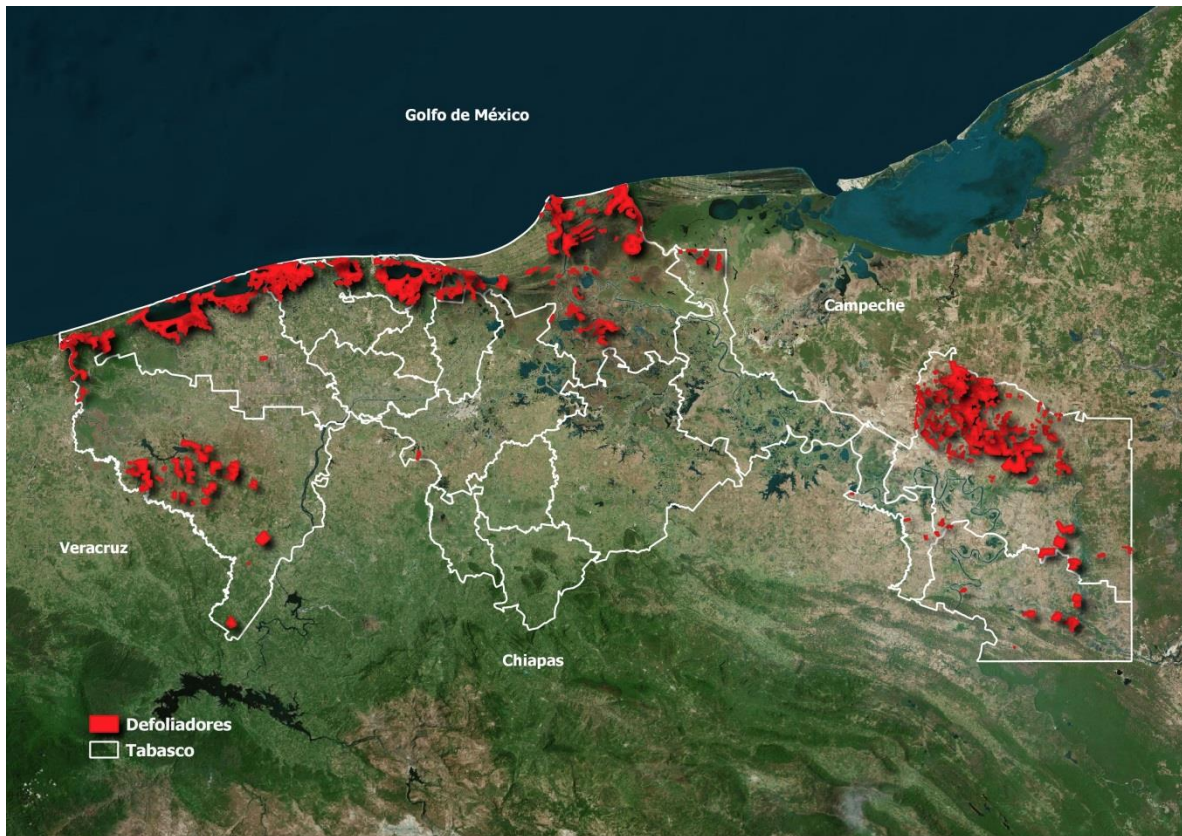 Golfo de México
Campeche
Veracruz
Chiapas
Defoliadores
Tabasco